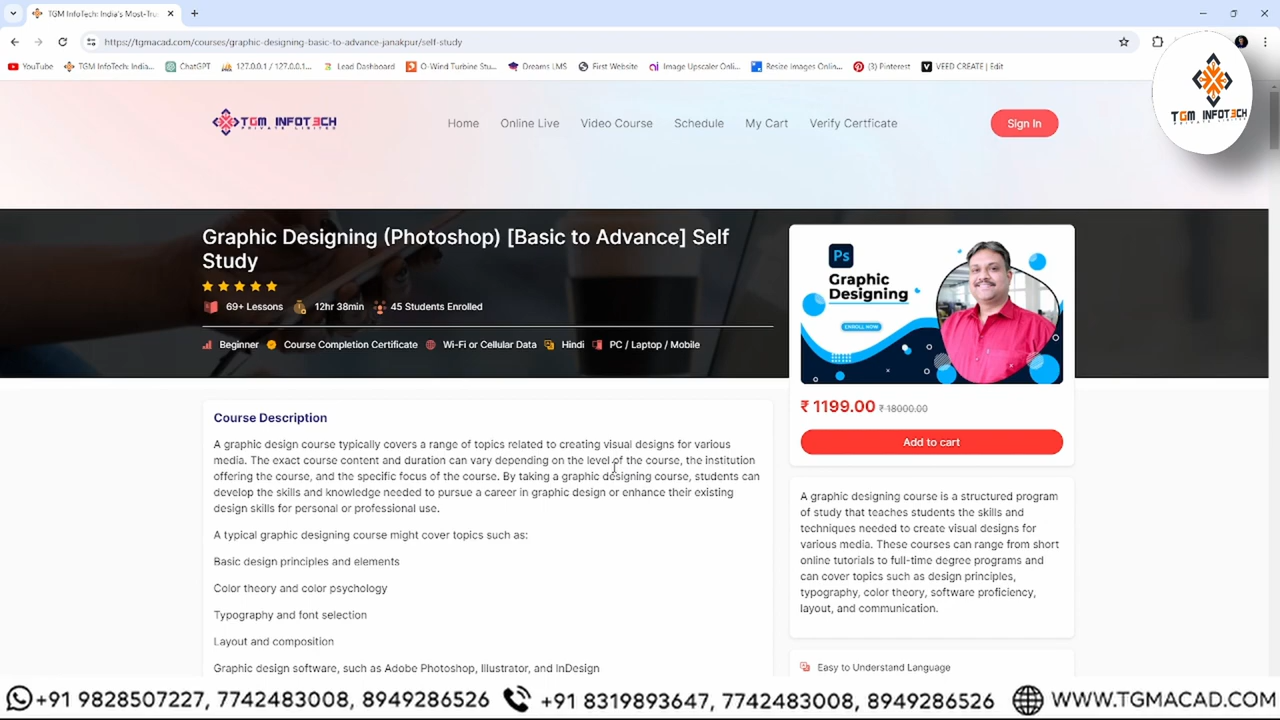 TGM InfoTech: India's Most-Tru
https://tgmacad.com/courses/graphic-designing-basic-to-advance-janakpur/self-study
YouTube TGM InfoTech: India... ChatGPT 127.0.0.1 / 127.0.0.1... Lead Dashboard O-Wind Turbine Stu... Dreams LMS First Website Image Upscaler Onli... Resize Images Onlin... (3) Pinterest VEED CREATE | Edit
TGM INFOTECH
PRIVATE LIMITED
TGM INFOTECH
PRIVATE LIMITED
Home Live Video Course Schedule My Cart Verify Certficate Sign In
Graphic Designing (Photoshop) [Basic to Advance] Self
Study
69+ Lessons 12hr 38min 45 Students Enrolled
Beginner Course Completion Certificate Wi-Fi or Cellular Data Hindi PC / Laptop / Mobile
Ps
Graphic
Designing
ENROLL NOW
₹ 1199.00 ₹ 18000.00
Add to cart
Course Description
A graphic design course typically covers a range of topics related to creating visual designs for various
media. The exact course content and duration can vary depending on the level of the course, the institution
offering the course, and the specific focus of the course. By taking a graphic designing course, students can
develop the skills and knowledge needed to pursue a career in graphic design or enhance their existing
design skills for personal or professional use.
A typical graphic designing course might cover topics such as:
Basic design principles and elements
Color theory and color psychology
Typography and font selection
Layout and composition
Graphic design software, such as Adobe Photoshop, Illustrator, and InDesign
A graphic designing course is a structured program
of study that teaches students the skills and
techniques needed to create visual designs for
various media. These courses can range from short
online tutorials to full-time degree programs and
can cover topics such as design principles,
typography, color theory, software proficiency,
layout, and communication.
Easy to Understand Language
+91 9828507227, 7742483008, 8949286526 +91 8319893647, 7742483008, 8949286526 WWW.TGMACAD.COM